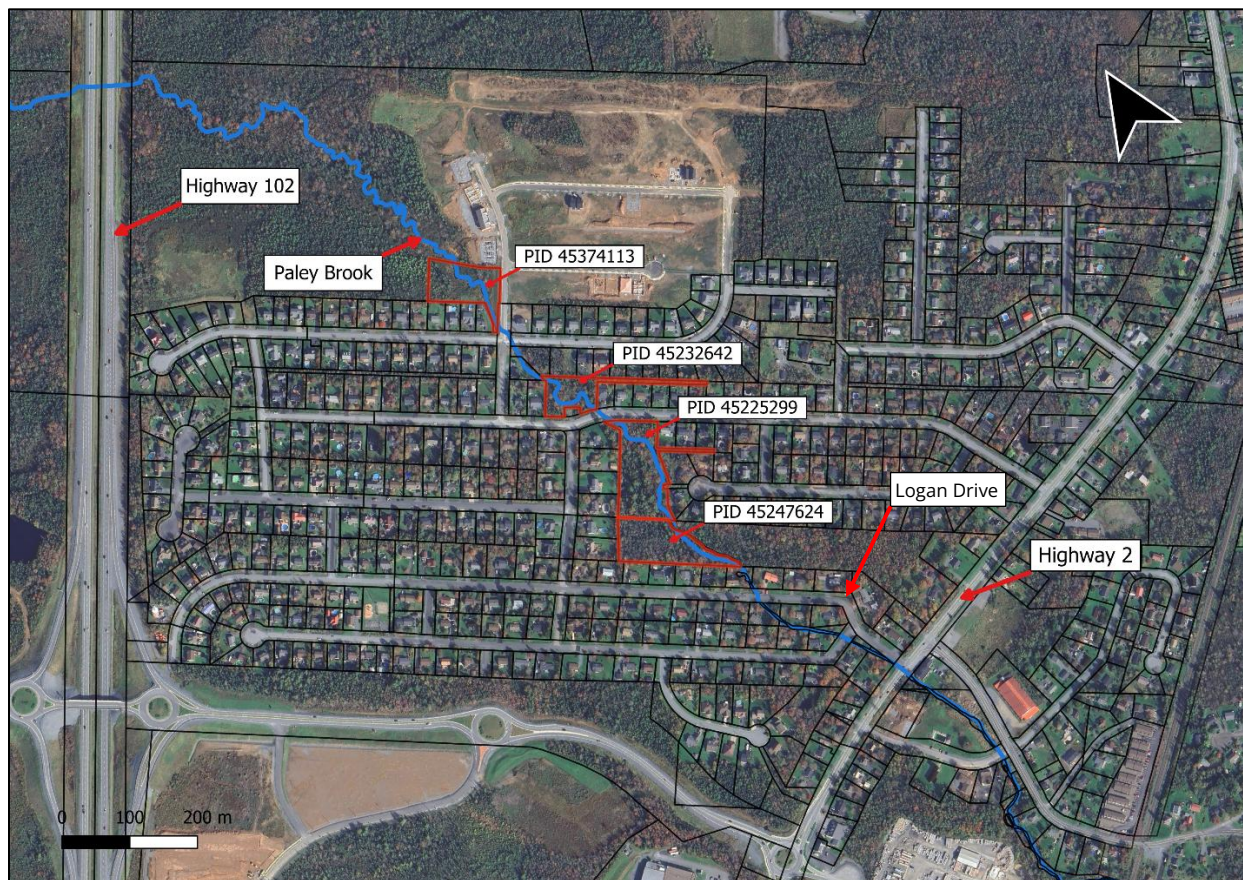 Highway 102
PID 45374113
Paley Brook
PID 45232642
PID 45225299
Logan Drive
PID 45247624
Highway 2
0 100 200 m